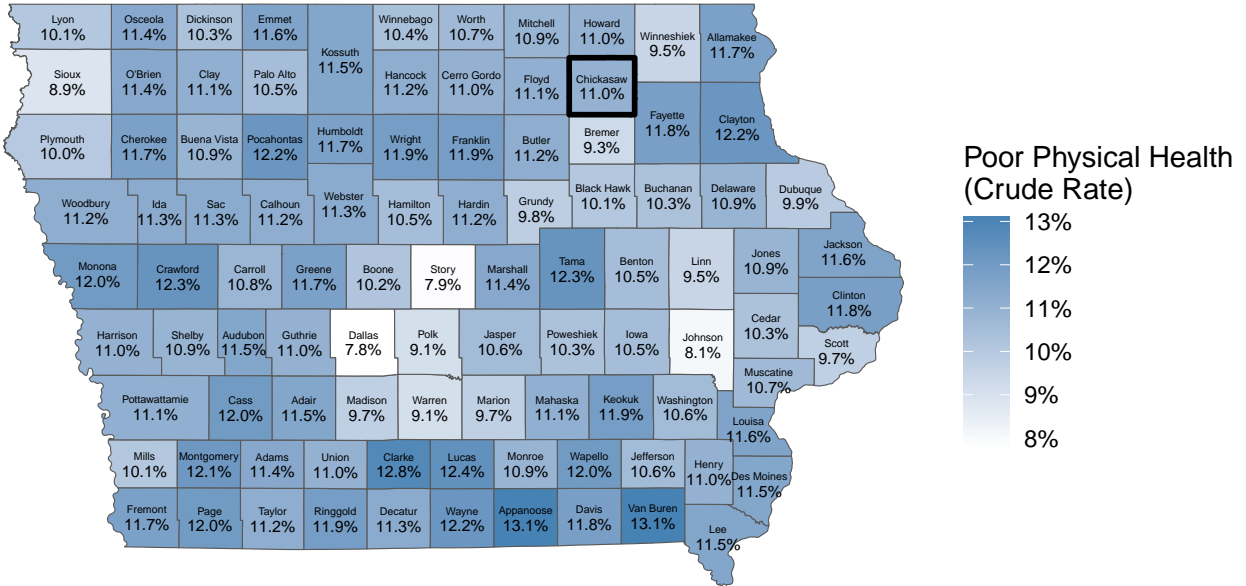 Lyon
10.1%
Osceola
11.4%
Dickinson
10.3%
Emmet
11.6%
Kossuth
11.5%
Winnebago
10.4%
Worth
10.7%
Mitchell
10.9%
Howard
11.0%
Winneshiek
9.5%
Allamakee
11.7%
Sioux
8.9%
O'Brien
11.4%
Clay
11.1%
Palo Alto
10.5%
Hancock
11.2%
Cerro Gordo
11.0%
Floyd
11.1%
Chickasaw
11.0%
Fayette
11.8%
Clayton
12.2%
Plymouth
10.0%
Cherokee
11.7%
Buena Vista
10.9%
Pocahontas
12.2%
Humboldt
11.7%
Wright
11.9%
Franklin
11.9%
Butler
11.2%
Bremer
9.3%
Woodbury
11.2%
Ida
11.3%
Sac
11.3%
Calhoun
11.2%
Webster
11.3%
Hamilton
10.5%
Hardin
11.2%
Grundy
9.8%
Black Hawk
10.1%
Buchanan
10.3%
Delaware
10.9%
Dubuque
9.9%
Monona
12.0%
Crawford
12.3%
Carroll
10.8%
Greene
11.7%
Boone
10.2%
Story
7.9%
Marshall
11.4%
Tama
12.3%
Benton
10.5%
Linn
9.5%
Jones
10.9%
Jackson
11.6%
Clinton
11.8%
Harrison
11.0%
Shelby
10.9%
Audubon
11.5%
Guthrie
11.0%
Dallas
7.8%
Polk
9.1%
Jasper
10.6%
Poweshiek
10.3%
Iowa
10.5%
Johnson
8.1%
Cedar
10.3%
Scott
9.7%
Muscatine
10.7%
Pottawattamie
11.1%
Cass
12.0%
Adair
11.5%
Madison
9.7%
Warren
9.1%
Marion
9.7%
Mahaska
11.1%
Keokuk
11.9%
Washington
10.6%
Louisa
11.6%
Mills
10.1%
Montgomery
12.1%
Adams
11.4%
Union
11.0%
Clarke
12.8%
Lucas
12.4%
Monroe
10.9%
Wapello
12.0%
Jefferson
10.6%
Henry
11.0%
Des Moines
11.5%
Fremont
11.7%
Page
12.0%
Taylor
11.2%
Ringgold
11.9%
Decatur
11.3%
Wayne
12.2%
Appanoose
13.1%
Davis
11.8%
Van Buren
13.1%
Lee
11.5%
Poor Physical Health
(Crude Rate)
13%
12%
11%
10%
9%
8%